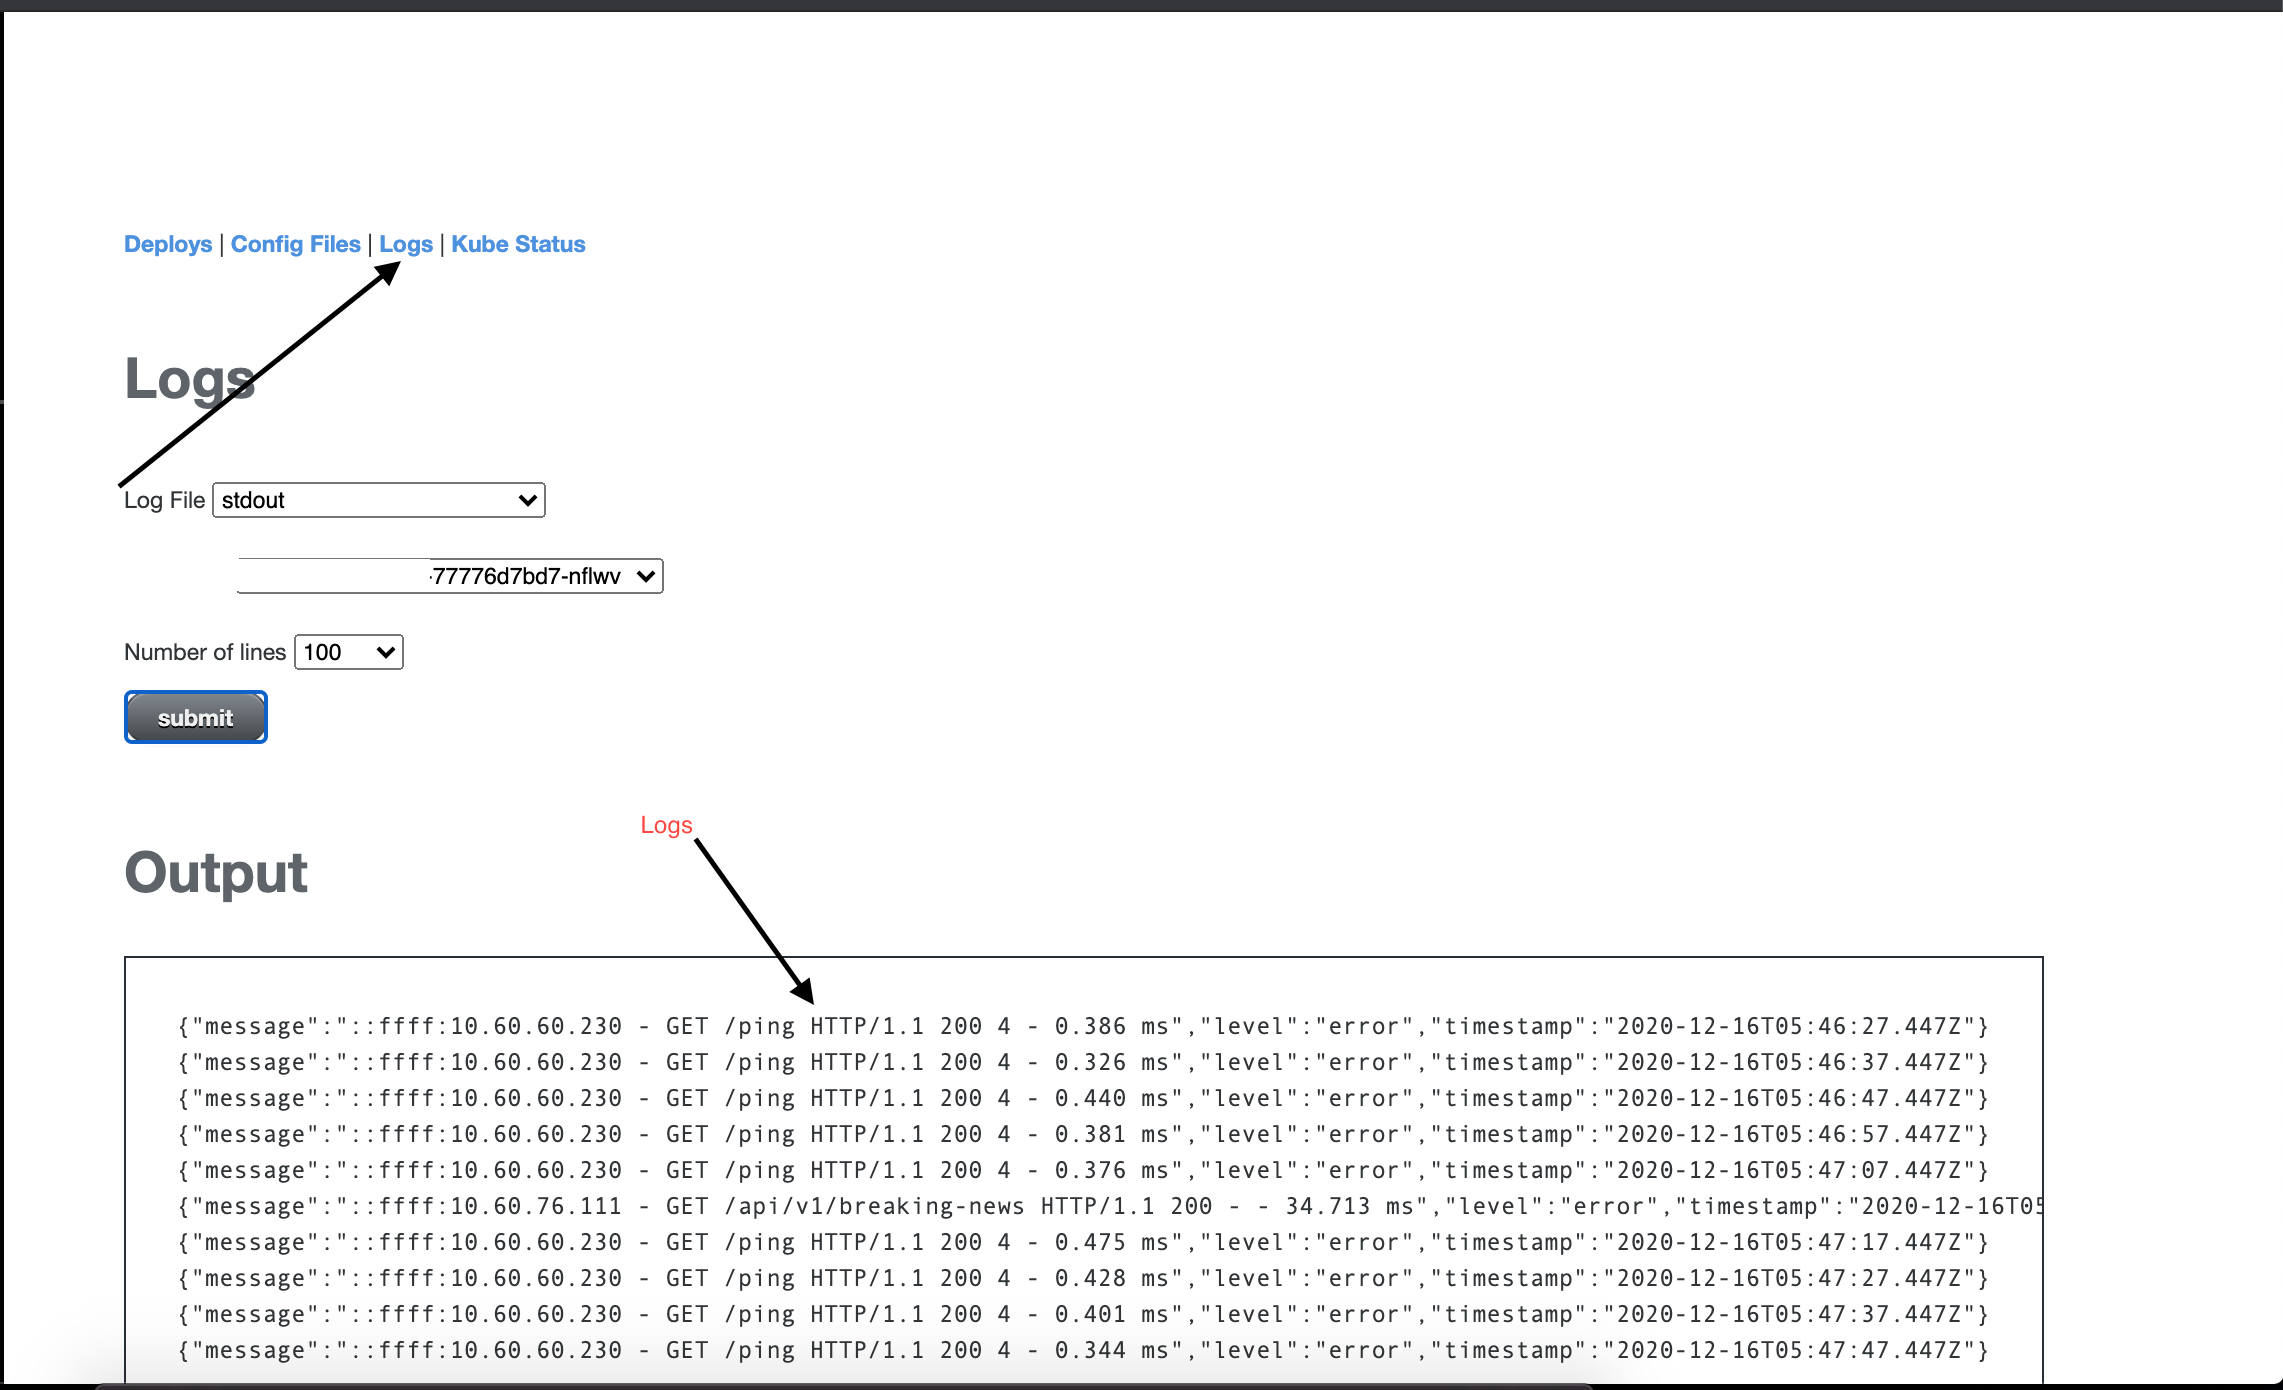 Deploys | Config Files | Logs | Kube Status
Logs
Log File stdout
-77776d7bd7-nflwv
Number of lines 100
submit
Logs
Output
{"message":"::ffff:10.60.60.230 - GET /ping HTTP/1.1 200 4 - 0.386 ms","level":"error","timestamp":"2020-12-16T05:46:27.447Z"}
{"message":"::ffff:10.60.60.230 - GET /ping HTTP/1.1 200 4 - 0.326 ms","level":"error","timestamp":"2020-12-16T05:46:37.447Z"}
{"message":"::ffff:10.60.60.230 - GET /ping HTTP/1.1 200 4 - 0.440 ms","level":"error","timestamp":"2020-12-16T05:46:47.447Z"}
{"message":"::ffff:10.60.60.230 - GET /ping HTTP/1.1 200 4 - 0.381 ms","level":"error","timestamp":"2020-12-16T05:46:57.447Z"}
{"message":"::ffff:10.60.60.230 - GET /ping HTTP/1.1 200 4 - 0.376 ms","level":"error","timestamp":"2020-12-16T05:47:07.447Z"}
{"message":"::ffff:10.60.76.111 - GET /api/v1/breaking-news HTTP/1.1 200 - - 34.713 ms","level":"error","timestamp":"2020-12-16T05
{"message":"::ffff:10.60.60.230 - GET /ping HTTP/1.1 200 4 - 0.475 ms","level":"error","timestamp":"2020-12-16T05:47:17.447Z"}
{"message":"::ffff:10.60.60.230 - GET /ping HTTP/1.1 200 4 - 0.428 ms","level":"error","timestamp":"2020-12-16T05:47:27.447Z"}
{"message":"::ffff:10.60.60.230 - GET /ping HTTP/1.1 200 4 - 0.401 ms","level":"error","timestamp":"2020-12-16T05:47:37.447Z"}
{"message":"::ffff:10.60.60.230 - GET /ping HTTP/1.1 200 4 - 0.344 ms","level":"error","timestamp":"2020-12-16T05:47:47.447Z"}